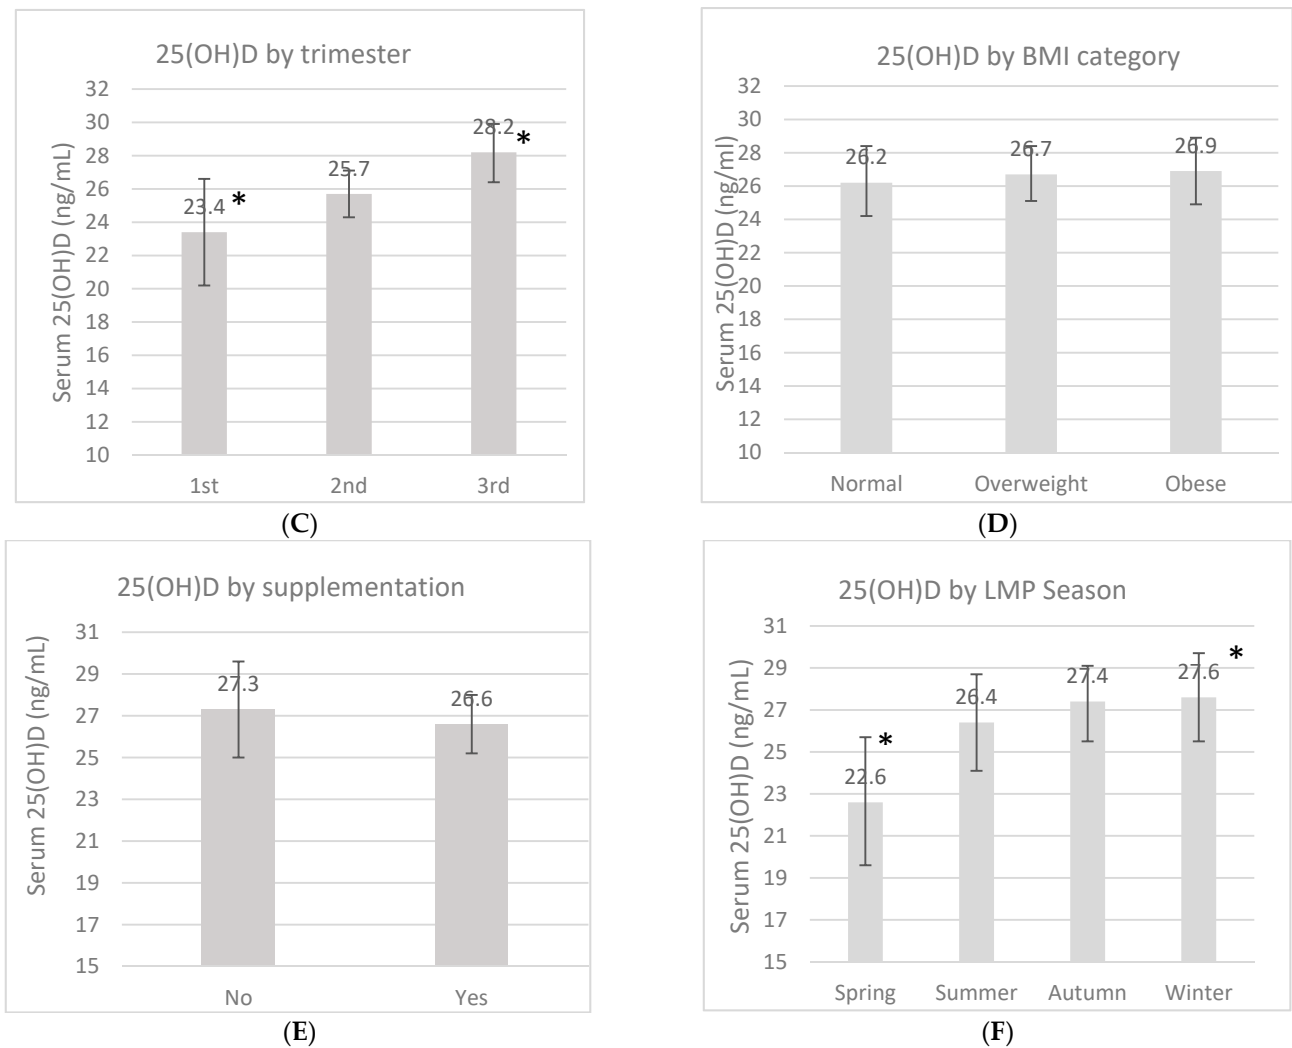 25(OH)D by trimester
Serum 25(OH)D (ng/mL)
32
30
28
26
24
22
20
18
16
14
12
10
23.4
*
25.7
28.2
*
1st
2nd
3rd
(C)
25(OH)D by BMI category
Serum 25(OH)D (ng/ml)
32
30
28
26
24
22
20
18
16
14
12
10
26.2
26.7
26.9
Normal
Overweight
Obese
(D)
25(OH)D by supplementation
Serum 25(OH)D (ng/mL)
31
29
27
25
23
21
19
17
15
27.3
26.6
No
Yes
(E)
25(OH)D by LMP Season
Serum 25(OH)D (ng/mL)
31
29
27
25
23
21
19
17
15
22.6
*
26.4
27.4
27.6
*
Spring
Summer
Autumn
Winter
(F)